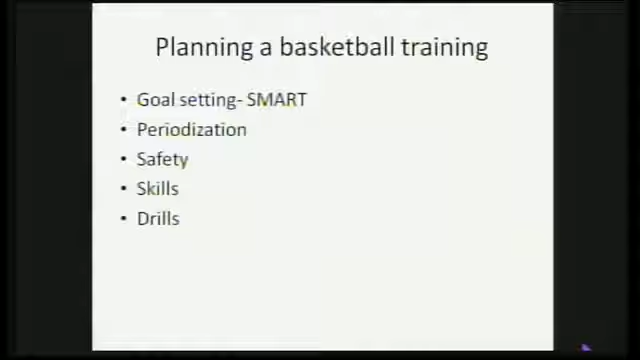 Planning a basketball training
• Goal setting- SMART
• Periodization
• Safety
• Skills
• Drills